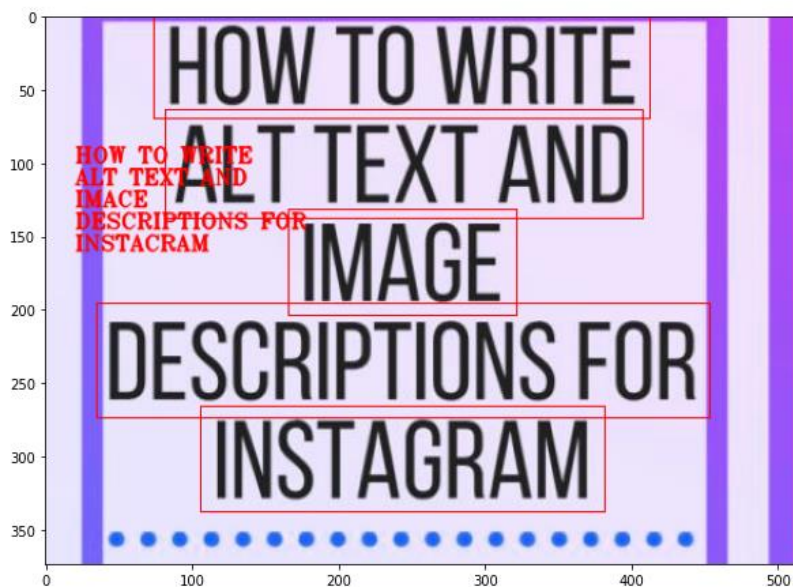 HOW TO WRITE
ALT TEXT AND
IMAGE
DESCRIPTIONS FOR
INSTAGRAM
HOW TO WRITE
ALT TEXT AND
IMACE
DESCRIPTIONS FOR
INSTACRAM
0
50
100
150
200
250
300
350
0
100
200
300
400
500